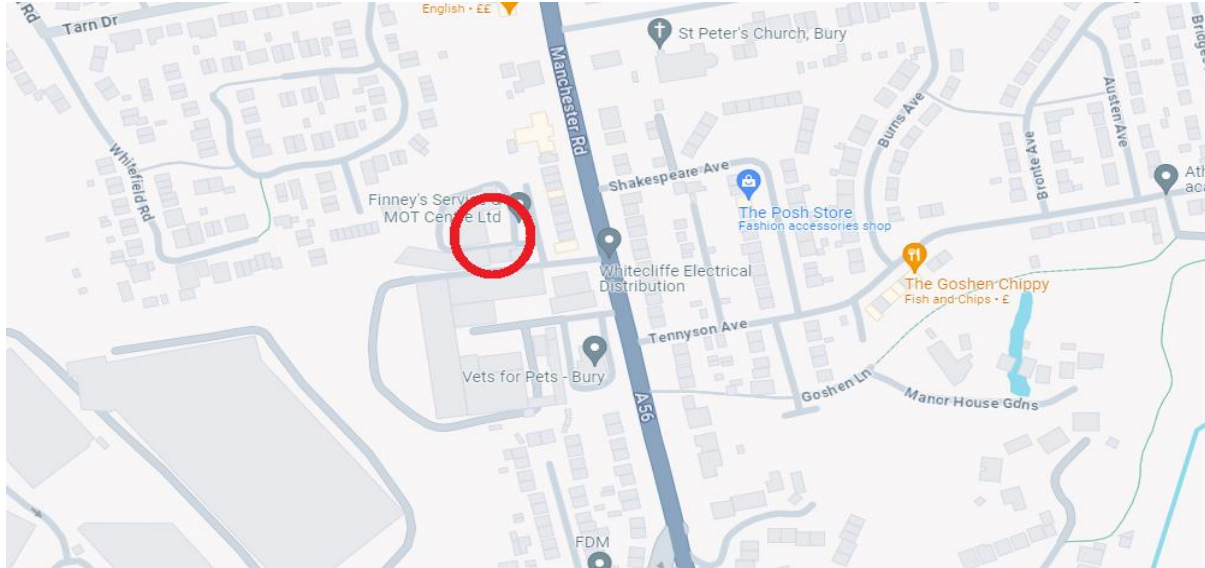 English • ££
Rd
Tarn Dr
St Peter's Church, Bury
Manchester Rd
Burns Ave
Austen Ave
Bronte Ave
Whitefield Rd
Shakespeare Ave
Finney's Service
MOT Centre Ltd
The Posh Store
Fashion accessories shop
Whitecliffe Electrical
Distribution
The Goshen Chippy
Fish and Chips • £
Tennyson Ave
Vets for Pets - Bury
Goshen Ln
Manor House Gdns
A56
FDM